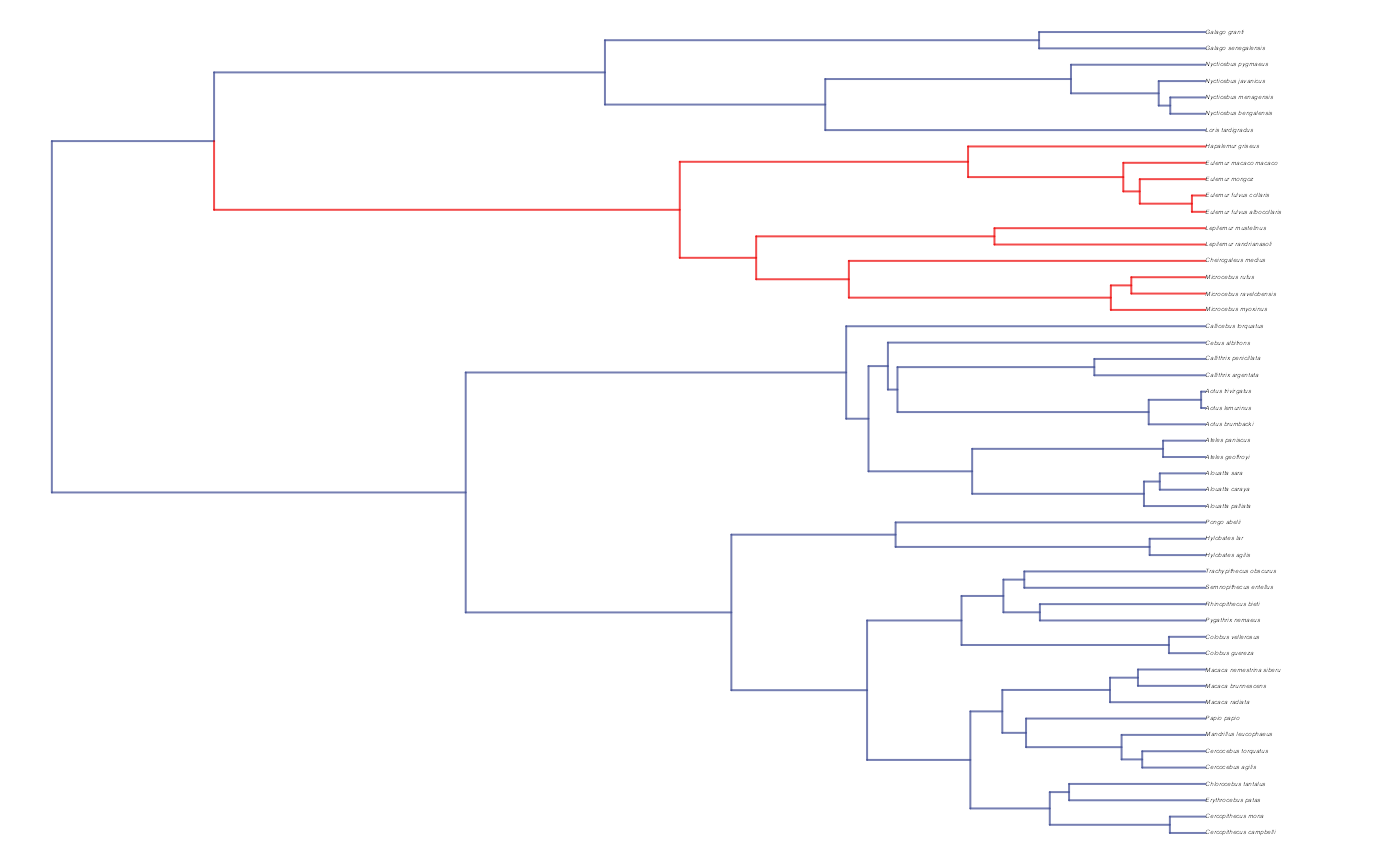 Galago granti
Galago senegalensis
Nycticebus pygmaeus
Nycticebus javanicus
Nycticebus menagensis
Nycticebus bengalensis
Loris tardigradus
Hapalemur griseus
Eulemur macaco macaco
Eulemur mongoz
Eulemur fulvus collaris
Eulemur fulvus albocollaris
Lepilemur mustelinus
Lepilemur randrianasoli
Cheirogaleus medius
Microcebus rufus
Microcebus ravelobensis
Microcebus myoxinus
Callicebus torquatus
Cebus albifrons
Callithrix penicillata
Callithrix argentata
Aotus trivirgatus
Aotus lemurinus
Aotus brumbacki
Ateles paniscus
Ateles geoffroyi
Alouatta sara
Alouatta caraya
Alouatta palliata
Pongo abelii
Hylobates lar
Hylobates agilis
Trachypithecus obscurus
Semnopithecus entellus
Rhinopithecus bieti
Pygathrix nemaeus
Colobus vellerosus
Colobus guereza
Macaca nemestrina siberu
Macaca brunnescens
Macaca radiata
Papio papio
Mandrillus leucophaeus
Cercocebus torquatus
Cercocebus agilis
Chlorocebus tantalus
Erythrocebus patas
Cercopithecus mona
Cercopithecus campbelli